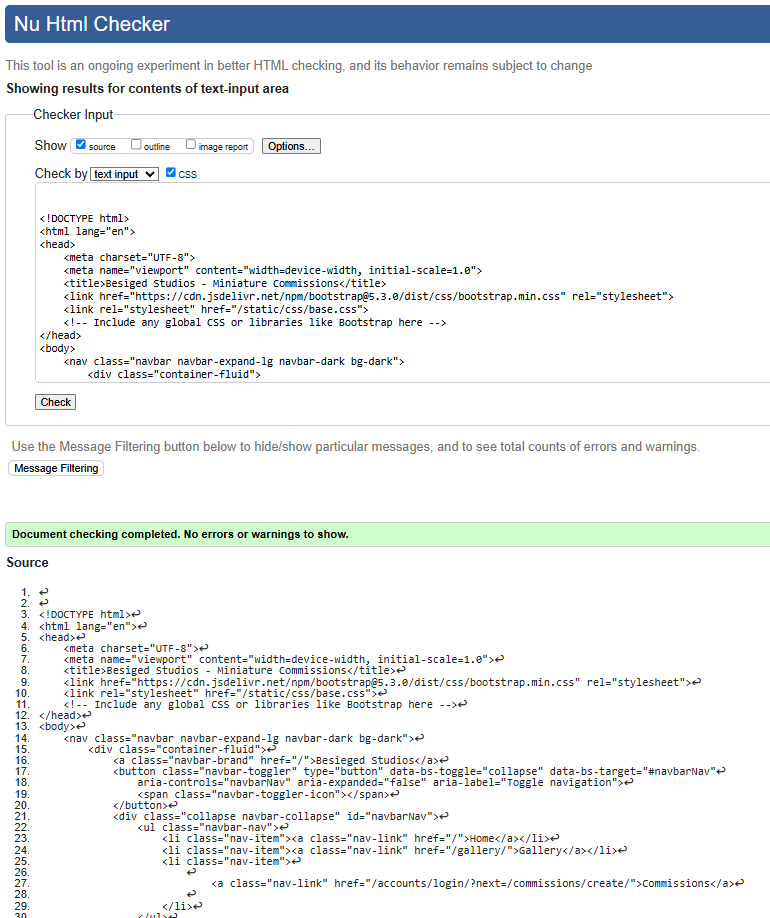 Nu Html Checker
This tool is an ongoing experiment in better HTML checking, and its behavior remains subject to change
Showing results for contents of text-input area
Checker Input
Show source outline image report Options...
Check by text input CSS
<!DOCTYPE html>
<html lang="en">
<head>
    <meta charset="UTF-8">
    <meta name="viewport" content="width=device-width, initial-scale=1.0">
    <title>Besiged Studios - Miniature Commissions</title>
    <link href="https://cdn.jsdelivr.net/npm/bootstrap@5.3.0/dist/css/bootstrap.min.css" rel="stylesheet">
    <link rel="stylesheet" href="/static/css/base.css">
    <!-- Include any global CSS or libraries like Bootstrap here -->
</head>
<body>
    <nav class="navbar navbar-expand-lg navbar-dark bg-dark">
        <div class="container-fluid">
Check
Use the Message Filtering button below to hide/show particular messages, and to see total counts of errors and warnings.
Message Filtering
Document checking completed. No errors or warnings to show.
Source
1. ↩
2. ↩
3. <!DOCTYPE html>↩
4. <html lang="en">↩
5. <head>↩
6.     <meta charset="UTF-8">↩
7.     <meta name="viewport" content="width=device-width, initial-scale=1.0">↩
8.     <title>Besiged Studios - Miniature Commissions</title>↩
9.     <link href="https://cdn.jsdelivr.net/npm/bootstrap@5.3.0/dist/css/bootstrap.min.css" rel="stylesheet">↩
10.     <link rel="stylesheet" href="/static/css/base.css">↩
11.     <!-- Include any global CSS or libraries like Bootstrap here -->↩
12. </head>↩
13. <body>↩
14.     <nav class="navbar navbar-expand-lg navbar-dark bg-dark">↩
15.         <div class="container-fluid">↩
16.             <a class="navbar-brand" href="/">Besieged Studios</a>↩
17.             <button class="navbar-toggler" type="button" data-bs-toggle="collapse" data-bs-target="#navbarNav"↩
18.                 aria-controls="navbarNav" aria-expanded="false" aria-label="Toggle navigation">↩
19.                 <span class="navbar-toggler-icon"></span>↩
20.             </button>↩
21.             <div class="collapse navbar-collapse" id="navbarNav">↩
22.                 <ul class="navbar-nav">↩
23.                     <li class="nav-item"><a class="nav-link" href="/">Home</a></li>↩
24.                     <li class="nav-item"><a class="nav-link" href="/gallery/">Gallery</a></li>↩
25.                     <li class="nav-item">↩
26.                         ↩
27.                             <a class="nav-link" href="/accounts/login/?next=/commissions/create/">Commissions</a>↩
28.                         ↩
29.                     </li>↩
30.                 </ul>↩